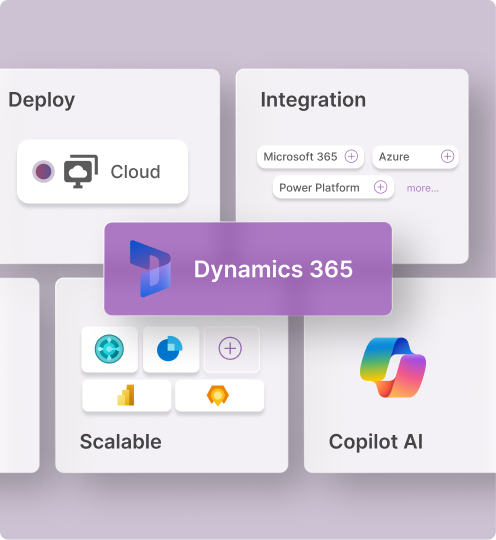 Deploy
Cloud
Integration
Microsoft 365
Azure
Power Platform
more...
Dynamics 365
Scalable
Copilot AI